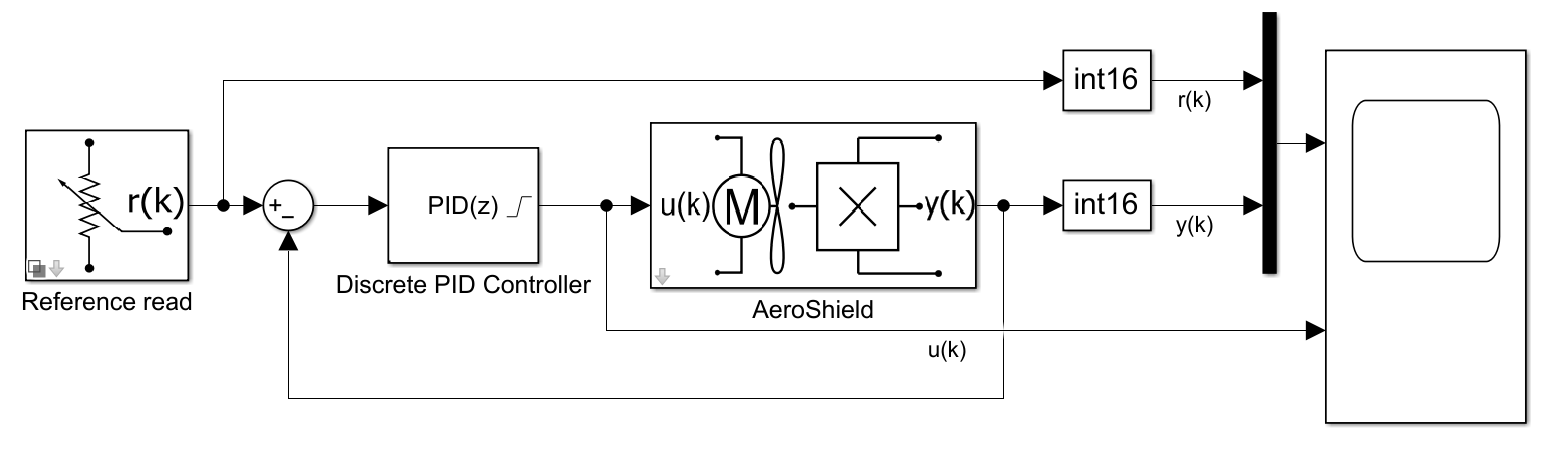 int16
r(k)
r(k)
+
−
PID(z)
u(k)
M
y(k)
int16
y(k)
Reference read
Discrete PID Controller
AeroShield
u(k)